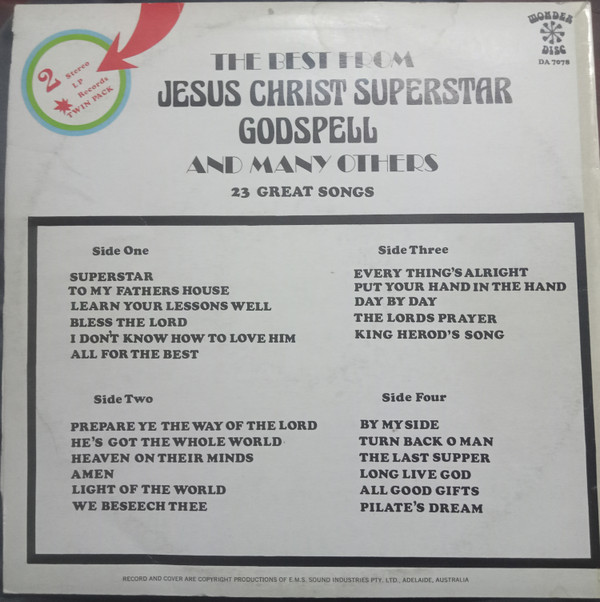 2
Stereo
LP
Records
TWIN PACK
WONDER
DISC
DA 7078
THE BEST FROM
JESUS CHRIST SUPERSTAR
GODSPELL
AND MANY OTHERS
23 GREAT SONGS
Side One
SUPERSTAR
TO MY FATHERS HOUSE
LEARN YOUR LESSONS WELL
BLESS THE LORD
I DON'T KNOW HOW TO LOVE HIM
ALL FOR THE BEST
Side Two
PREPARE YE THE WAY OF THE LORD
HE'S GOT THE WHOLE WORLD
HEAVEN ON THEIR MINDS
AMEN
LIGHT OF THE WORLD
WE BESEECH THEE
Side Three
EVERY THING'S ALRIGHT
PUT YOUR HAND IN THE HAND
DAY BY DAY
THE LORDS PRAYER
KING HEROD'S SONG
Side Four
BY MY SIDE
TURN BACK O MAN
THE LAST SUPPER
LONG LIVE GOD
ALL GOOD GIFTS
PILATE'S DREAM
RECORD AND COVER ARE COPYRIGHT PRODUCTIONS OF E.M.S. SOUND INDUSTRIES PTY. LTD., ADELAIDE, AUSTRALIA